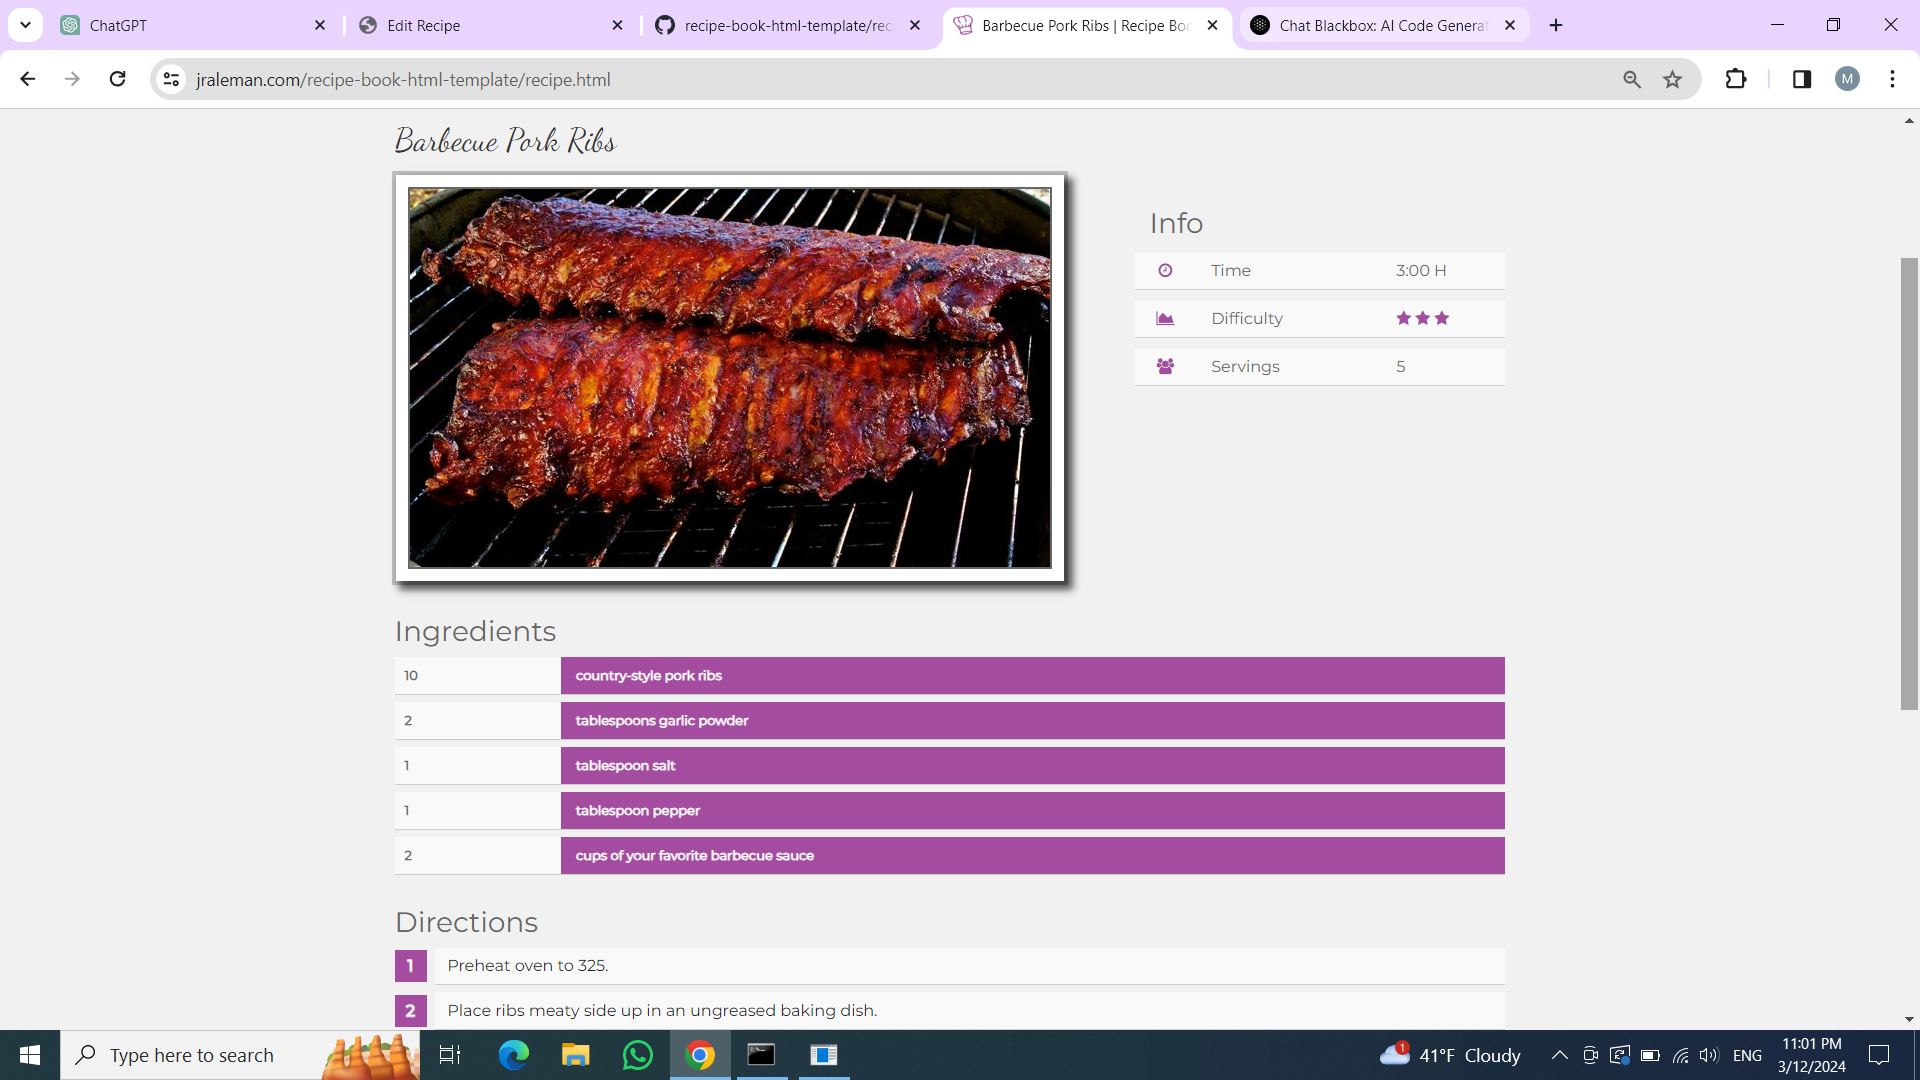 ChatGPT
Edit Recipe
recipe-book-html-template/rec
Barbecue Pork Ribs | Recipe Boo
Chat Blackbox: AI Code Generat
jraleman.com/recipe-book-html-template/recipe.html
M
Barbecue Pork Ribs
Info
Time 3:00 H
Difficulty
Servings 5
Ingredients
10 country-style pork ribs
2 tablespoons garlic powder
1 tablespoon salt
1 tablespoon pepper
2 cups of your favorite barbecue sauce
Directions
1 Preheat oven to 325.
2 Place ribs meaty side up in an ungreased baking dish.
Type here to search
1
41°F Cloudy
ENG
11:01 PM
3/12/2024